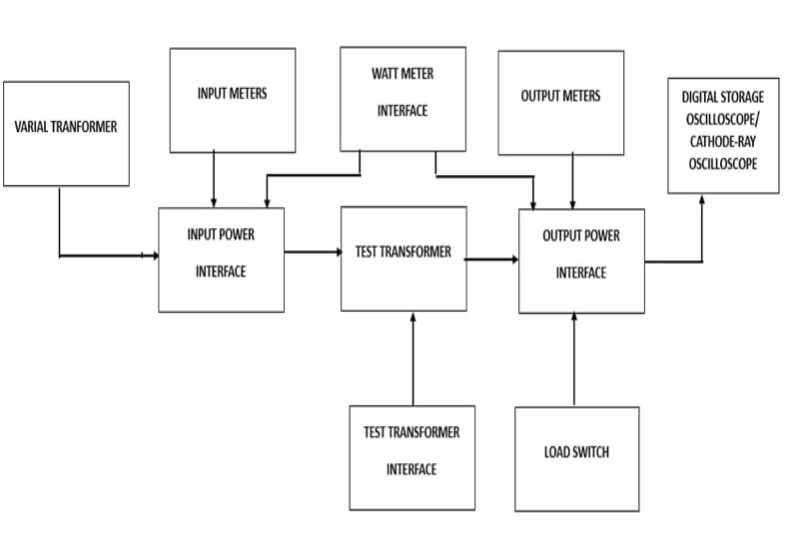 VARIAL TRANFORMER
INPUT METERS
WATT METER
INTERFACE
OUTPUT METERS
DIGITAL STORAGE
OSCILLOSCOPE/
CATHODE-RAY
OSCILLOSCOPE
INPUT POWER
INTERFACE
TEST TRANSFORMER
OUTPUT POWER
INTERFACE
TEST TRANSFORMER
INTERFACE
LOAD SWITCH